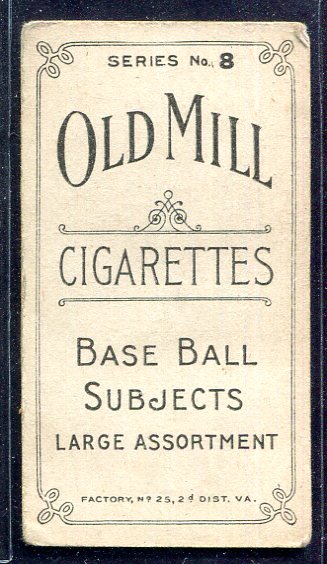 SERIES No. 8
OLD MILL
CIGARETTES
BASE BALL
SUBJECTS
LARGE ASSORTMENT
FACTORY, Nº 25, 2d DIST. VA.